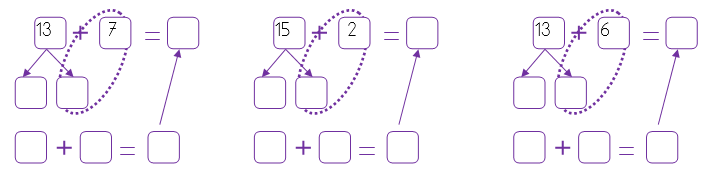 13 + 7 = 15 + 2 = 13 + 6 =
+ = + = + =